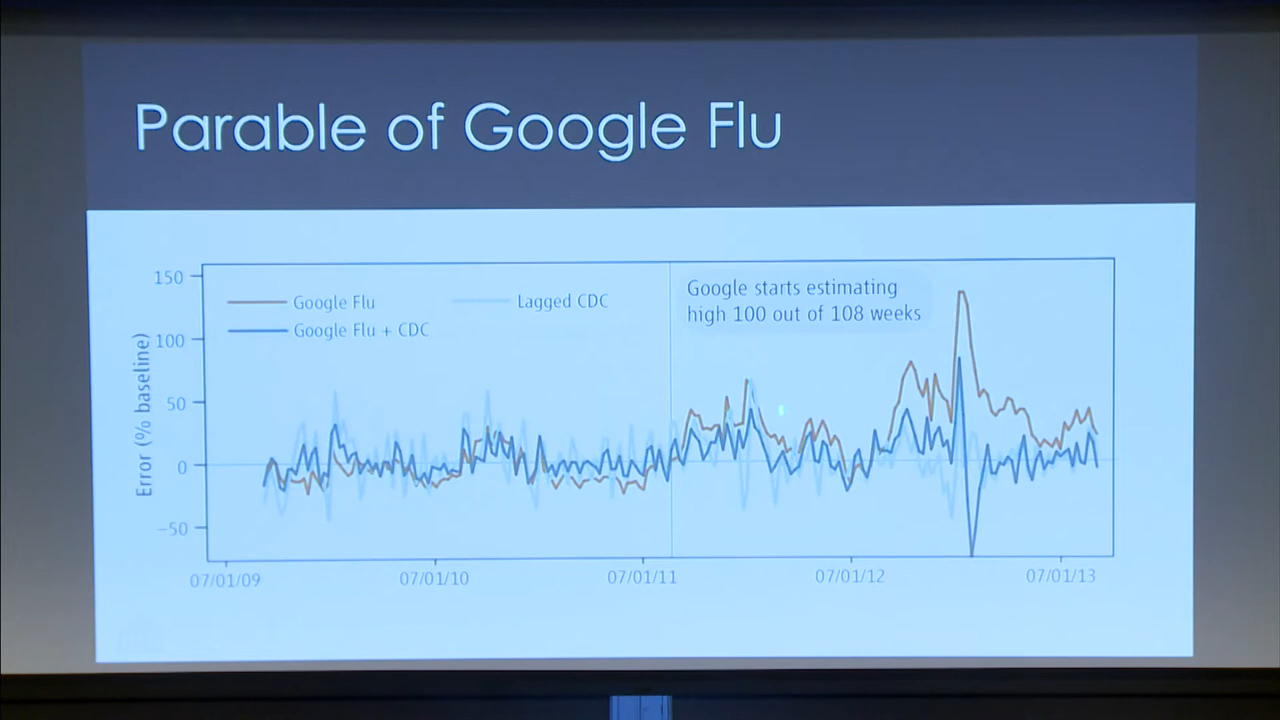 Parable of Google Flu
Google Flu
Lagged CDC
Google Flu + CDC
Google starts estimating
high 100 out of 108 weeks
Error (% baseline)
150
100
50
0
–50
07/01/09
07/01/10
07/01/11
07/01/12
07/01/13